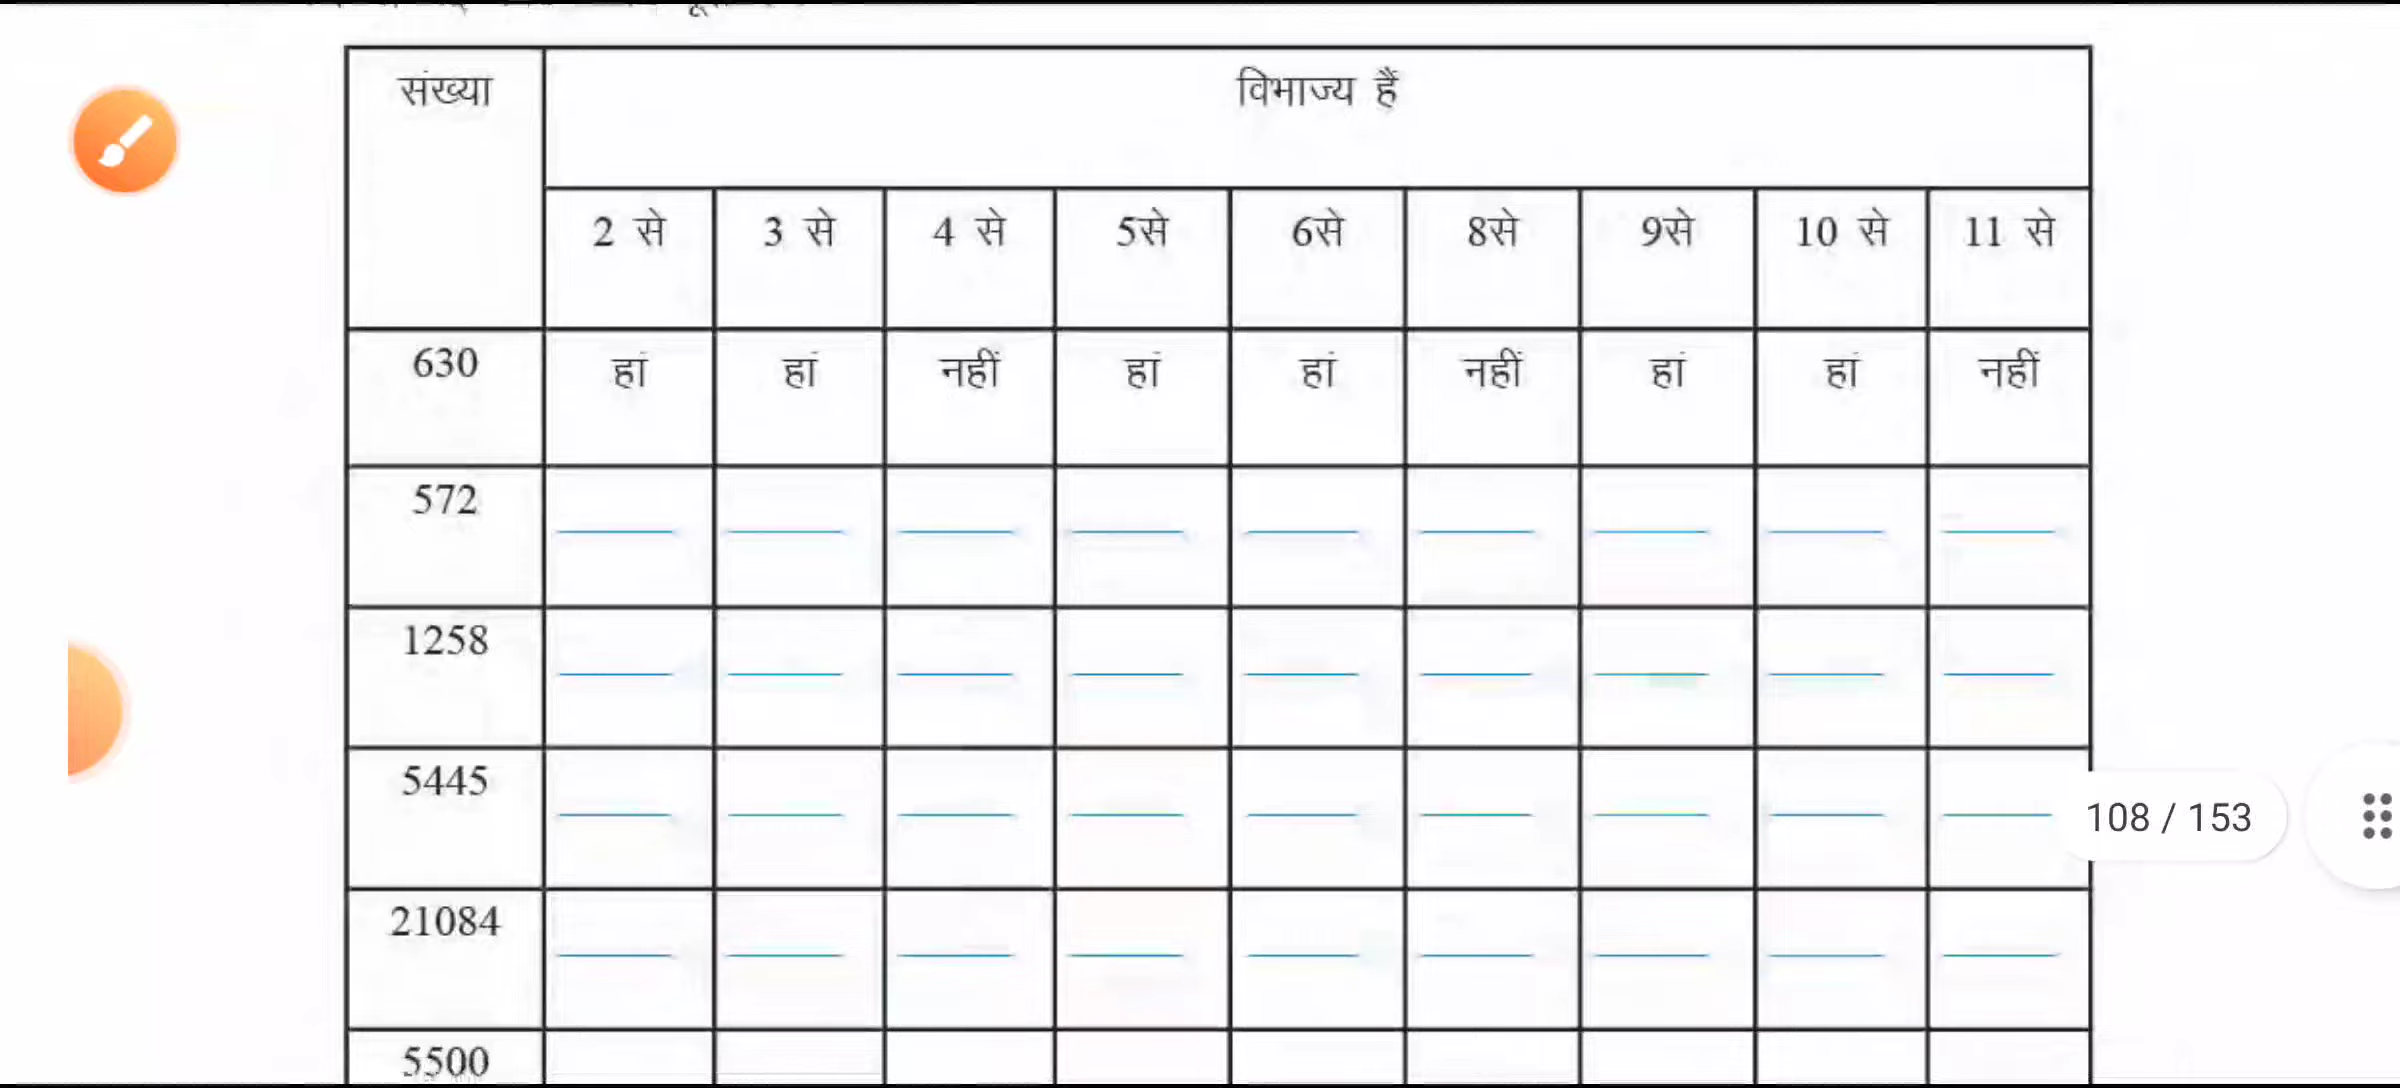 संख्या विभाज्य हैं
2 से 3 से 4 से 5से 6से 8से 9से 10 से 11 से
630 हां हां नहीं हां हां नहीं हां हां नहीं
572
1258
5445
108 / 153
21084
5500